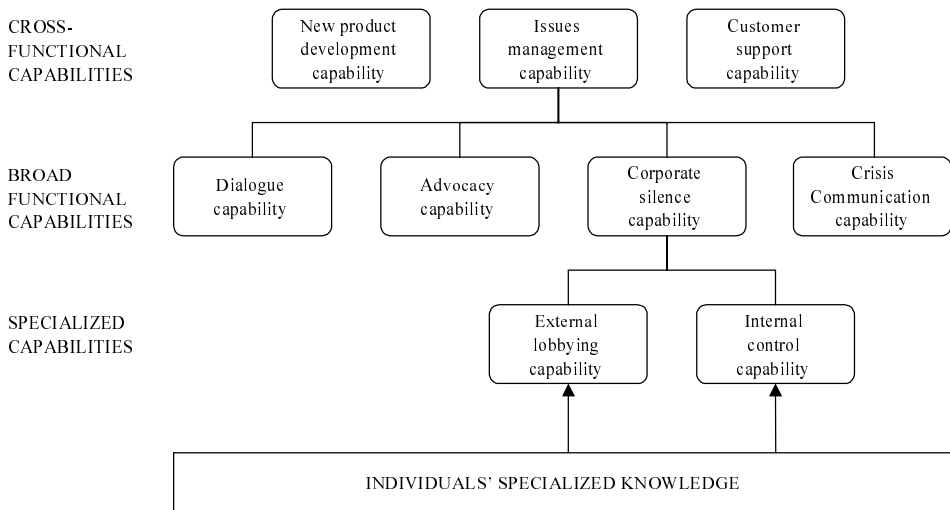 CROSS-
FUNCTIONAL
CAPABILITIES
New product
development
capability
Issues
management
capability
Customer
support
capability
BROAD
FUNCTIONAL
CAPABILITIES
Dialogue
capability
Advocacy
capability
Corporate
silence
capability
Crisis
Communication
capability
SPECIALIZED
CAPABILITIES
External
lobbying
capability
Internal
control
capability
INDIVIDUALS’ SPECIALIZED KNOWLEDGE